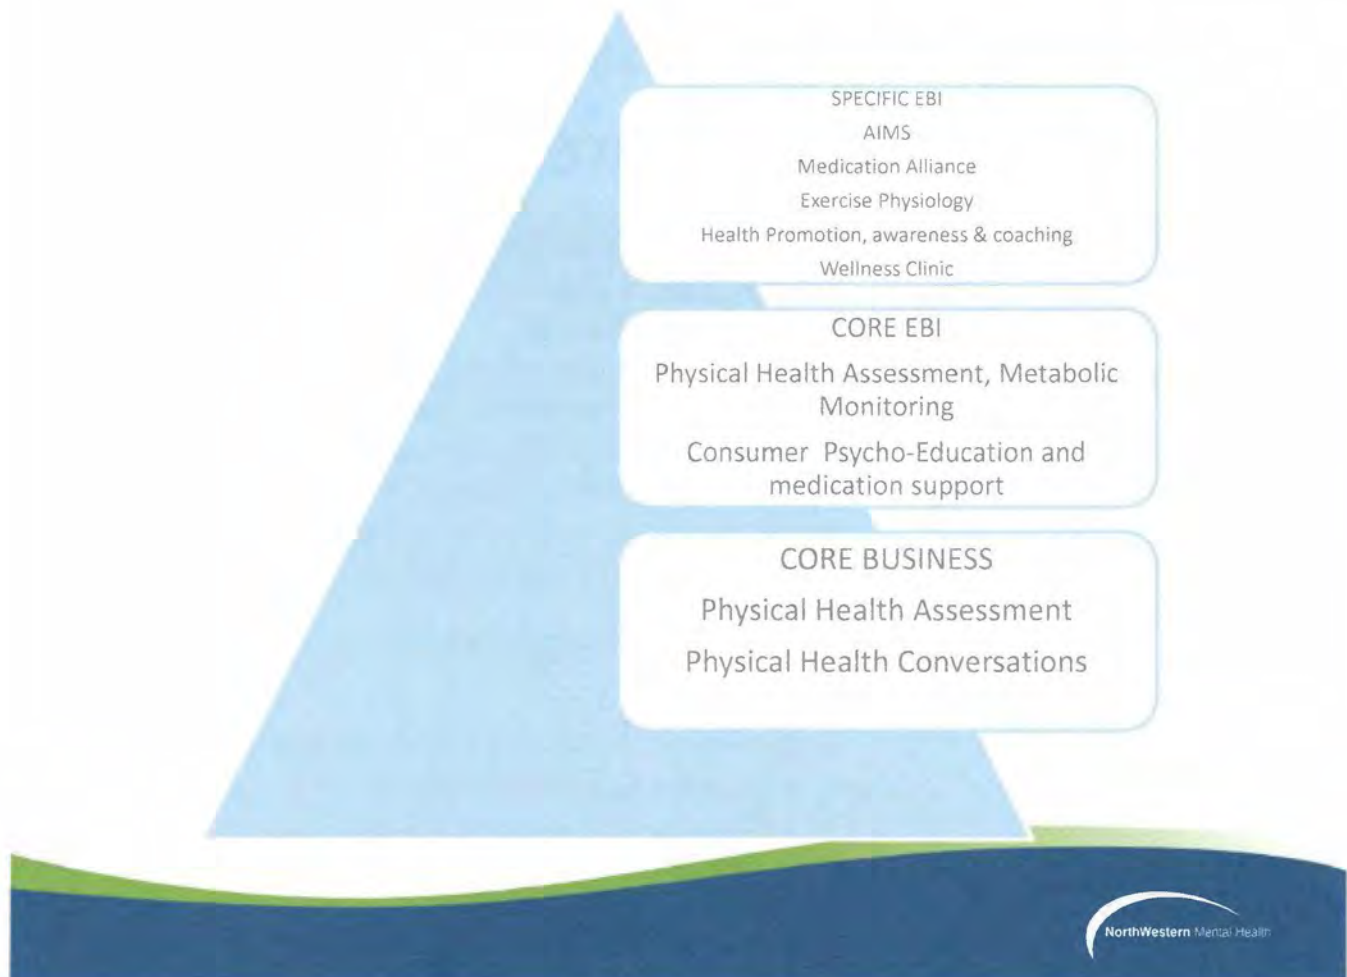 SPECIFIC EBI
AIMS
Medication Alliance
Exercise Physiology
Health Promotion, awareness & coaching
Wellness Clinic
CORE EBI
Physical Health Assessment, Metabolic
Monitoring
Consumer Psycho-Education and
medication support
CORE BUSINESS
Physical Health Assessment
Physical Health Conversations
NorthWestern Mental Health